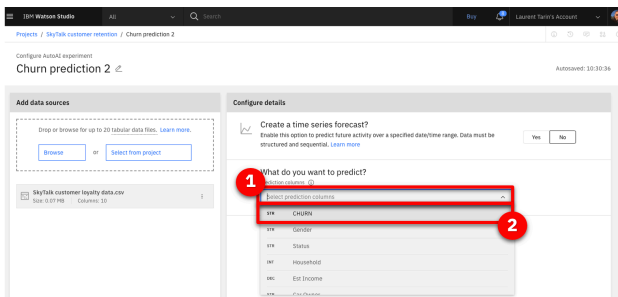 IBM Watson Studio
All
Search
Buy
Laurent Tarin's Account
Projects / SkyTalk customer retention / Churn prediction 2
Configure AutoAI experiment
Churn prediction 2
Autosaved: 10:30:36
Add data sources
Drop or browse for up to 20 tabular data files. Learn more.
Browse
or
Select from project
SkyTalk customer loyalty data.csv
Size: 0.07 MB
Columns: 10
Configure details
Create a time series forecast?
Enable this option to predict future activity over a specified date/time range. Data must be
structured and sequential. Learn more
Yes
No
What do you want to predict?
Prediction columns
1
Select prediction columns
STR CHURN
2
STR Gender
STR Status
INT Household
DEC Est Income
STR Car Owner